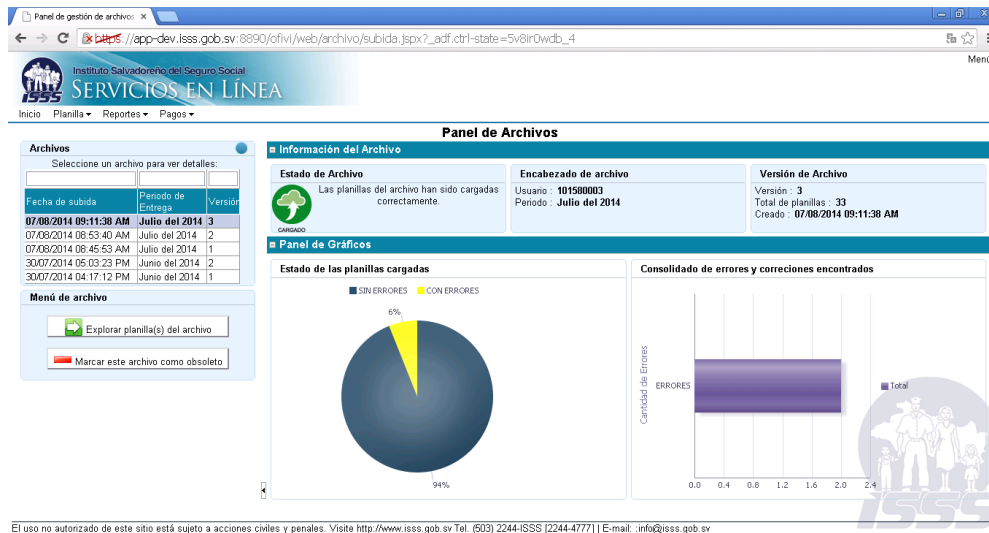 Panel de gestión de archivos
https://app-dev.isss.gob.sv:8890/ofivi/web/archivo/subida.jspx?_adf.ctrl-state=5v8ir0wdb_4
Menú
Instituto Salvadoreño del Seguro Social
SERVICIOS EN LÍNEA
ISSS
Inicio Planilla Reportes Pagos
Panel de Archivos
Archivos
Seleccione un archivo para ver detalles:
Fecha de subida Periodo de Entrega Versión
07/08/2014 09:11:38 AM Julio del 2014 3
07/08/2014 08:53:40 AM Julio del 2014 2
07/08/2014 08:45:53 AM Julio del 2014 1
30/07/2014 05:03:23 PM Junio del 2014 2
30/07/2014 04:17:12 PM Junio del 2014 1
Menú de archivo
Explorar planilla(s) del archivo
Marcar este archivo como obsoleto
Información del Archivo
Estado de Archivo
Las planillas del archivo han sido cargadas
correctamente.
CARGADO
Encabezado de archivo
Usuario : 101580003
Periodo : Julio del 2014
Versión de Archivo
Versión : 3
Total de planillas : 33
Creado : 07/08/2014 09:11:38 AM
Panel de Gráficos
Estado de las planillas cargadas
SIN ERRORES CON ERRORES
6%
94%
Consolidado de errores y correciones encontrados
Cantidad de Errores
ERRORES
Total
0.0 0.4 0.8 1.2 1.6 2.0 2.4
ISSS
El uso no autorizado de este sitio está sujeto a acciones civiles y penales. Visite http://www.isss.gob.sv Tel. (503) 2244-ISSS [2244-4777] | E-mail: :info@isss.gob.sv